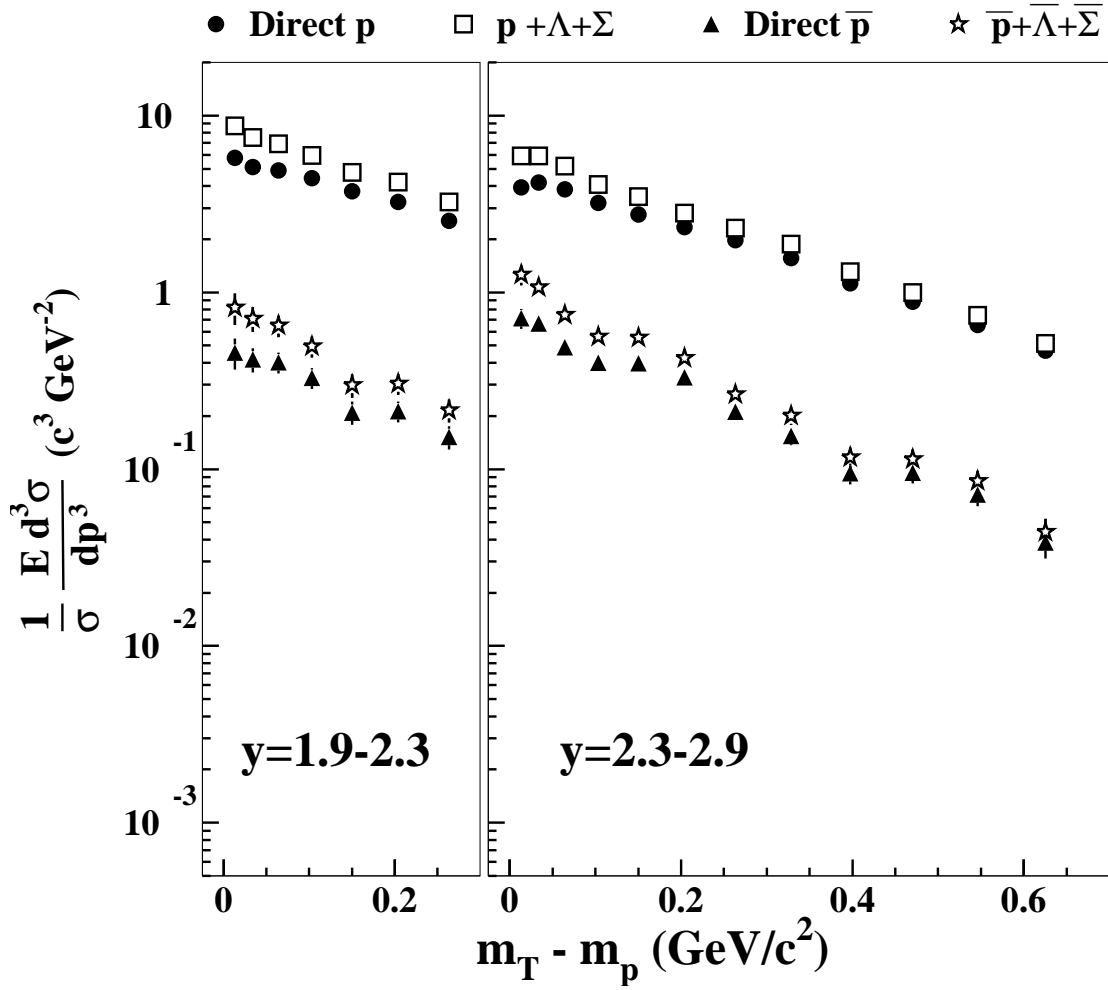 ● Direct p □ p +Λ+Σ ▲ Direct p̅ ☆ p̅+Λ̅+Σ̅
10
1
10⁻¹
10⁻²
10⁻³
1/σ E d³σ/dp³ (c³ GeV⁻²)
y=1.9-2.3 y=2.3-2.9
0 0.2 0 0.2 0.4 0.6
m_T - m_p (GeV/c²)